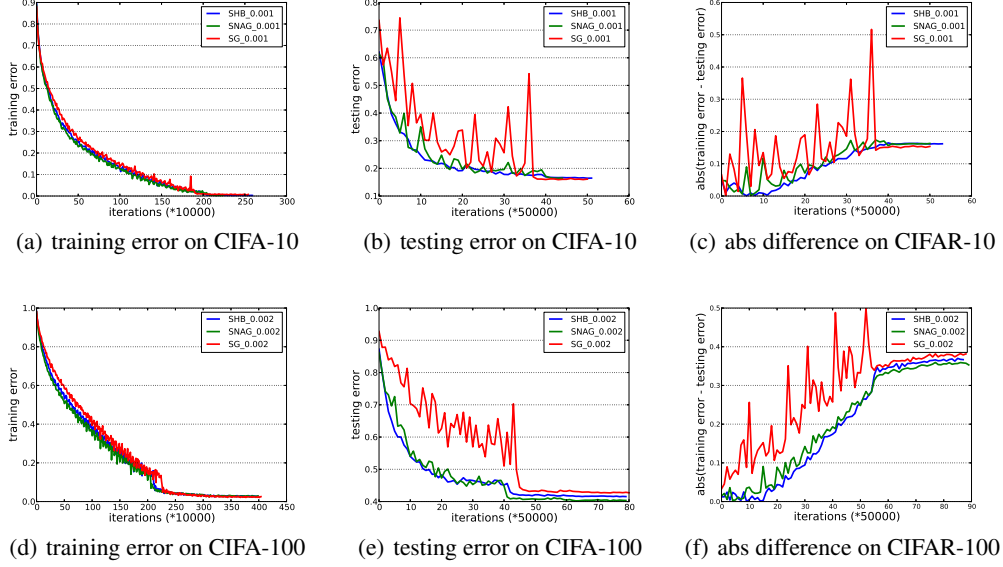 0.9
0.8
0.7
0.6
0.5
0.4
0.3
0.2
0.1
0.0
training error
SHB_0.001
SNAG_0.001
SG_0.001
0 50 100 150 200 250 300
iterations (*10000)
(a) training error on CIFA-10
0.8
0.7
0.6
0.5
0.4
0.3
0.2
0.1
testing error
SHB_0.001
SNAG_0.001
SG_0.001
0 10 20 30 40 50 60
iterations (*50000)
(b) testing error on CIFA-10
0.6
0.5
0.4
0.3
0.2
0.1
0.0
abs(training error - testing error)
SHB_0.001
SNAG_0.001
SG_0.001
0 10 20 30 40 50 60
iterations (*50000)
(c) abs difference on CIFAR-10
1.0
0.8
0.6
0.4
0.2
0.0
training error
SHB_0.002
SNAG_0.002
SG_0.002
0 50 100 150 200 250 300 350 400 450
iterations (*10000)
(d) training error on CIFA-100
1.0
0.9
0.8
0.7
0.6
0.5
0.4
testing error
SHB_0.002
SNAG_0.002
SG_0.002
0 10 20 30 40 50 60 70 80
iterations (*50000)
(e) testing error on CIFA-100
0.5
0.4
0.3
0.2
0.1
0.0
abs(training error - testing error)
SHB_0.002
SNAG_0.002
SG_0.002
0 10 20 30 40 50 60 70 80 90
iterations (*50000)
(f) abs difference on CIFAR-100